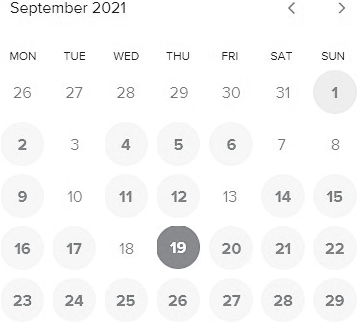 September 2021
MON TUE WED THU FRI SAT SUN
26 27 28 29 30 31 1
2 3 4 5 6 7 8
9 10 11 12 13 14 15
16 17 18 19 20 21 22
23 24 25 26 27 28 29